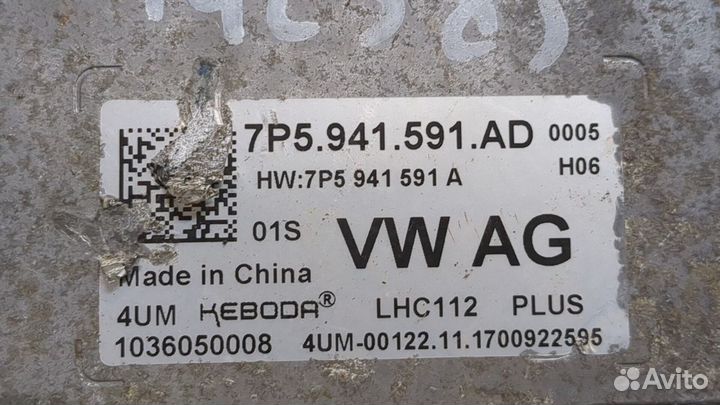 7P5.941.591.AD 0005
HW:7P5 941 591 A H06
01S VW AG
Made in China
4UM KEBODA® LHC112 PLUS
1036050008 4UM-00122.11.1700922595
Avito